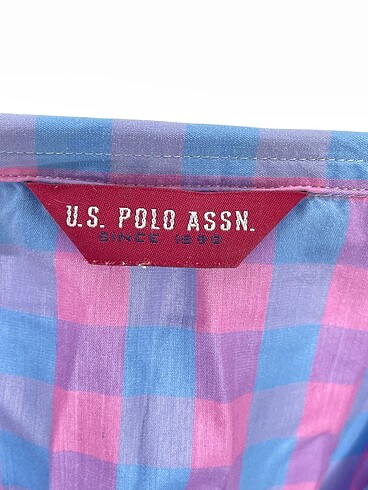 U.S. POLO ASSN.
SINCE 1890